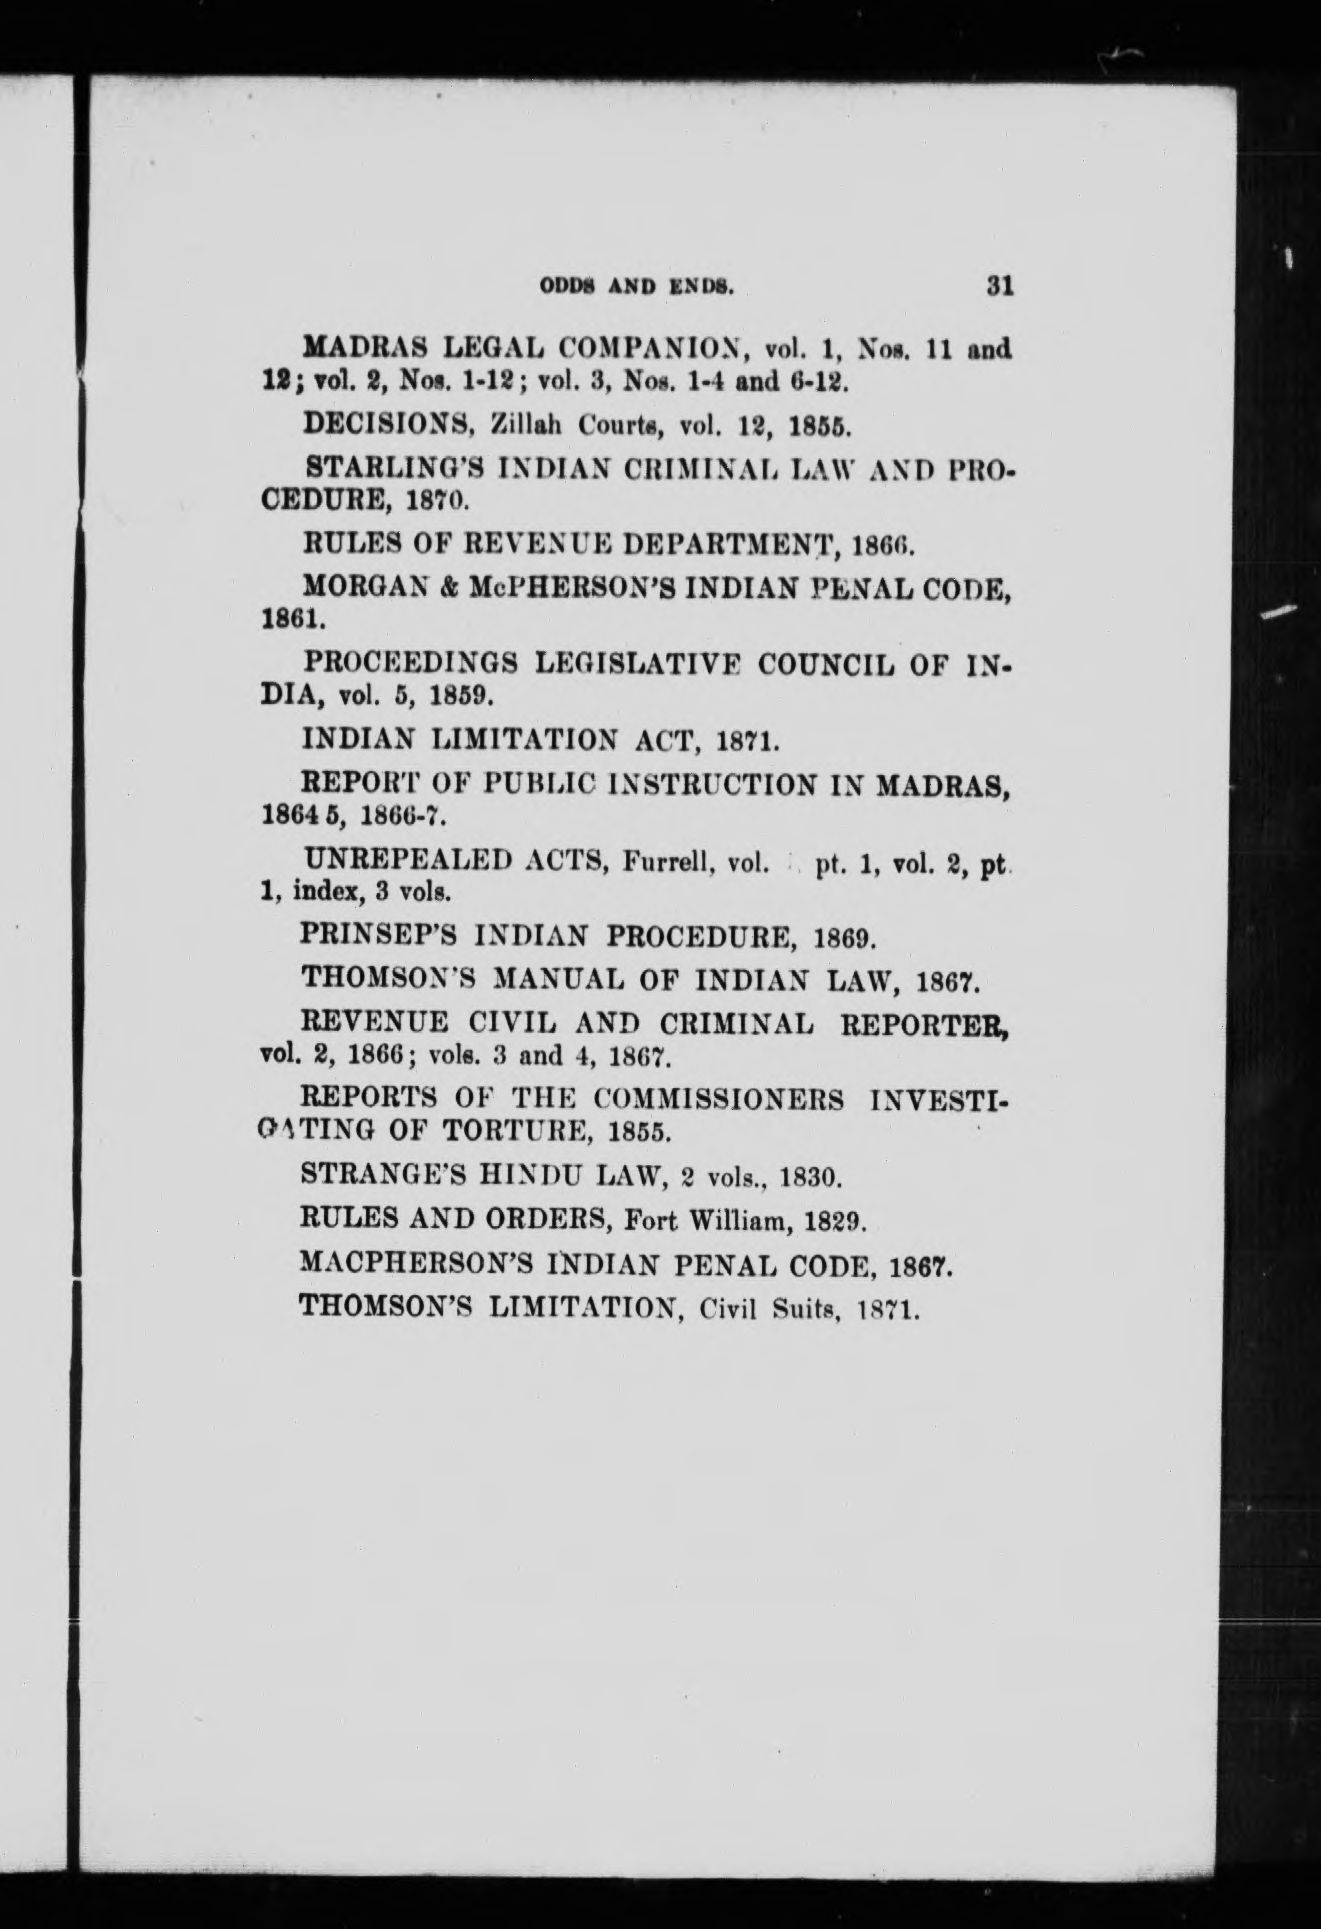 ODDS AND ENDS. 31
MADRAS LEGAL COMPANION, vol. 1, Nos. 11 and
12; vol. 2, Nos. 1-12; vol. 3, Nos. 1-4 and 6-12.
DECISIONS, Zillah Courts, vol. 12, 1855.
STARLING'S INDIAN CRIMINAL LAW AND PRO-
CEDURE, 1870.
RULES OF REVENUE DEPARTMENT, 1866.
MORGAN & McPHERSON'S INDIAN PENAL CODE,
1861.
PROCEEDINGS LEGISLATIVE COUNCIL OF IN-
DIA, vol. 5, 1859.
INDIAN LIMITATION ACT, 1871.
REPORT OF PUBLIC INSTRUCTION IN MADRAS,
1864 5, 1866-7.
UNREPEALED ACTS, Furrell, vol. pt. 1, vol. 2, pt.
1, index, 3 vols.
PRINSEP'S INDIAN PROCEDURE, 1869.
THOMSON'S MANUAL OF INDIAN LAW, 1867.
REVENUE CIVIL AND CRIMINAL REPORTER,
vol. 2, 1866; vols. 3 and 4, 1867.
REPORTS OF THE COMMISSIONERS INVESTI-
GATING OF TORTURE, 1855.
STRANGE'S HINDU LAW, 2 vols., 1830.
RULES AND ORDERS, Fort William, 1829.
MACPHERSON'S INDIAN PENAL CODE, 1867.
THOMSON'S LIMITATION, Civil Suits, 1871.